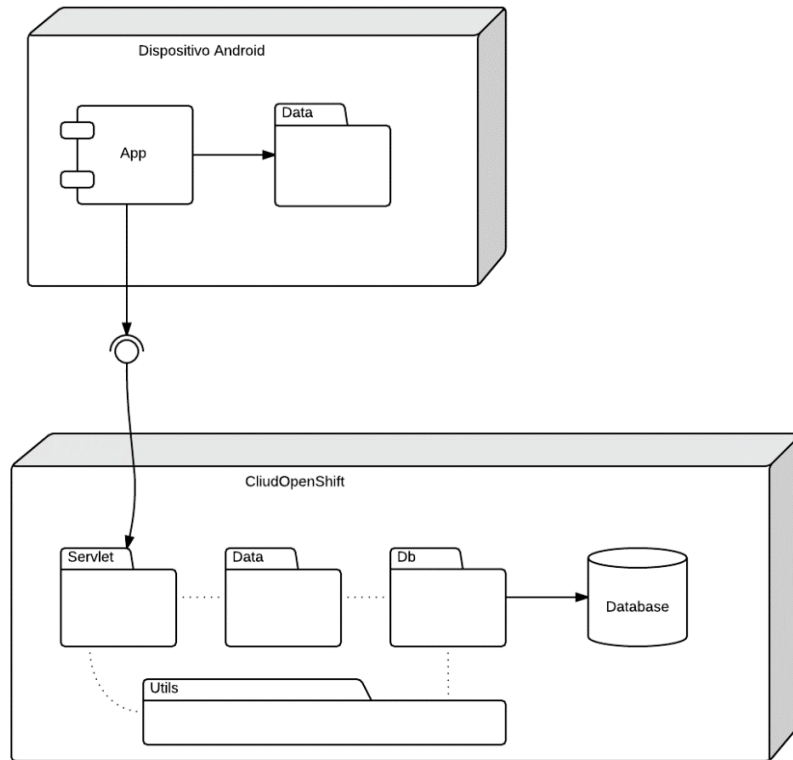 Dispositivo Android
App
Data
CliudOpenShift
Servlet
Data
Db
Database
Utils